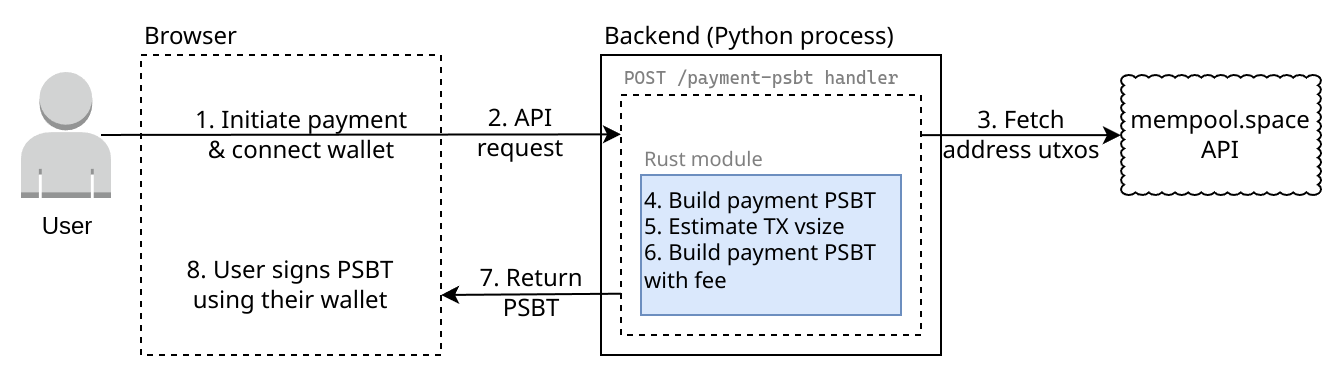 Browser
Backend (Python process)
POST /payment-psbt handler
1. Initiate payment
& connect wallet
2. API
request
3. Fetch
address utxos
mempool.space
API
Rust module
4. Build payment PSBT
5. Estimate TX vsize
6. Build payment PSBT
with fee
User
8. User signs PSBT
using their wallet
7. Return
PSBT